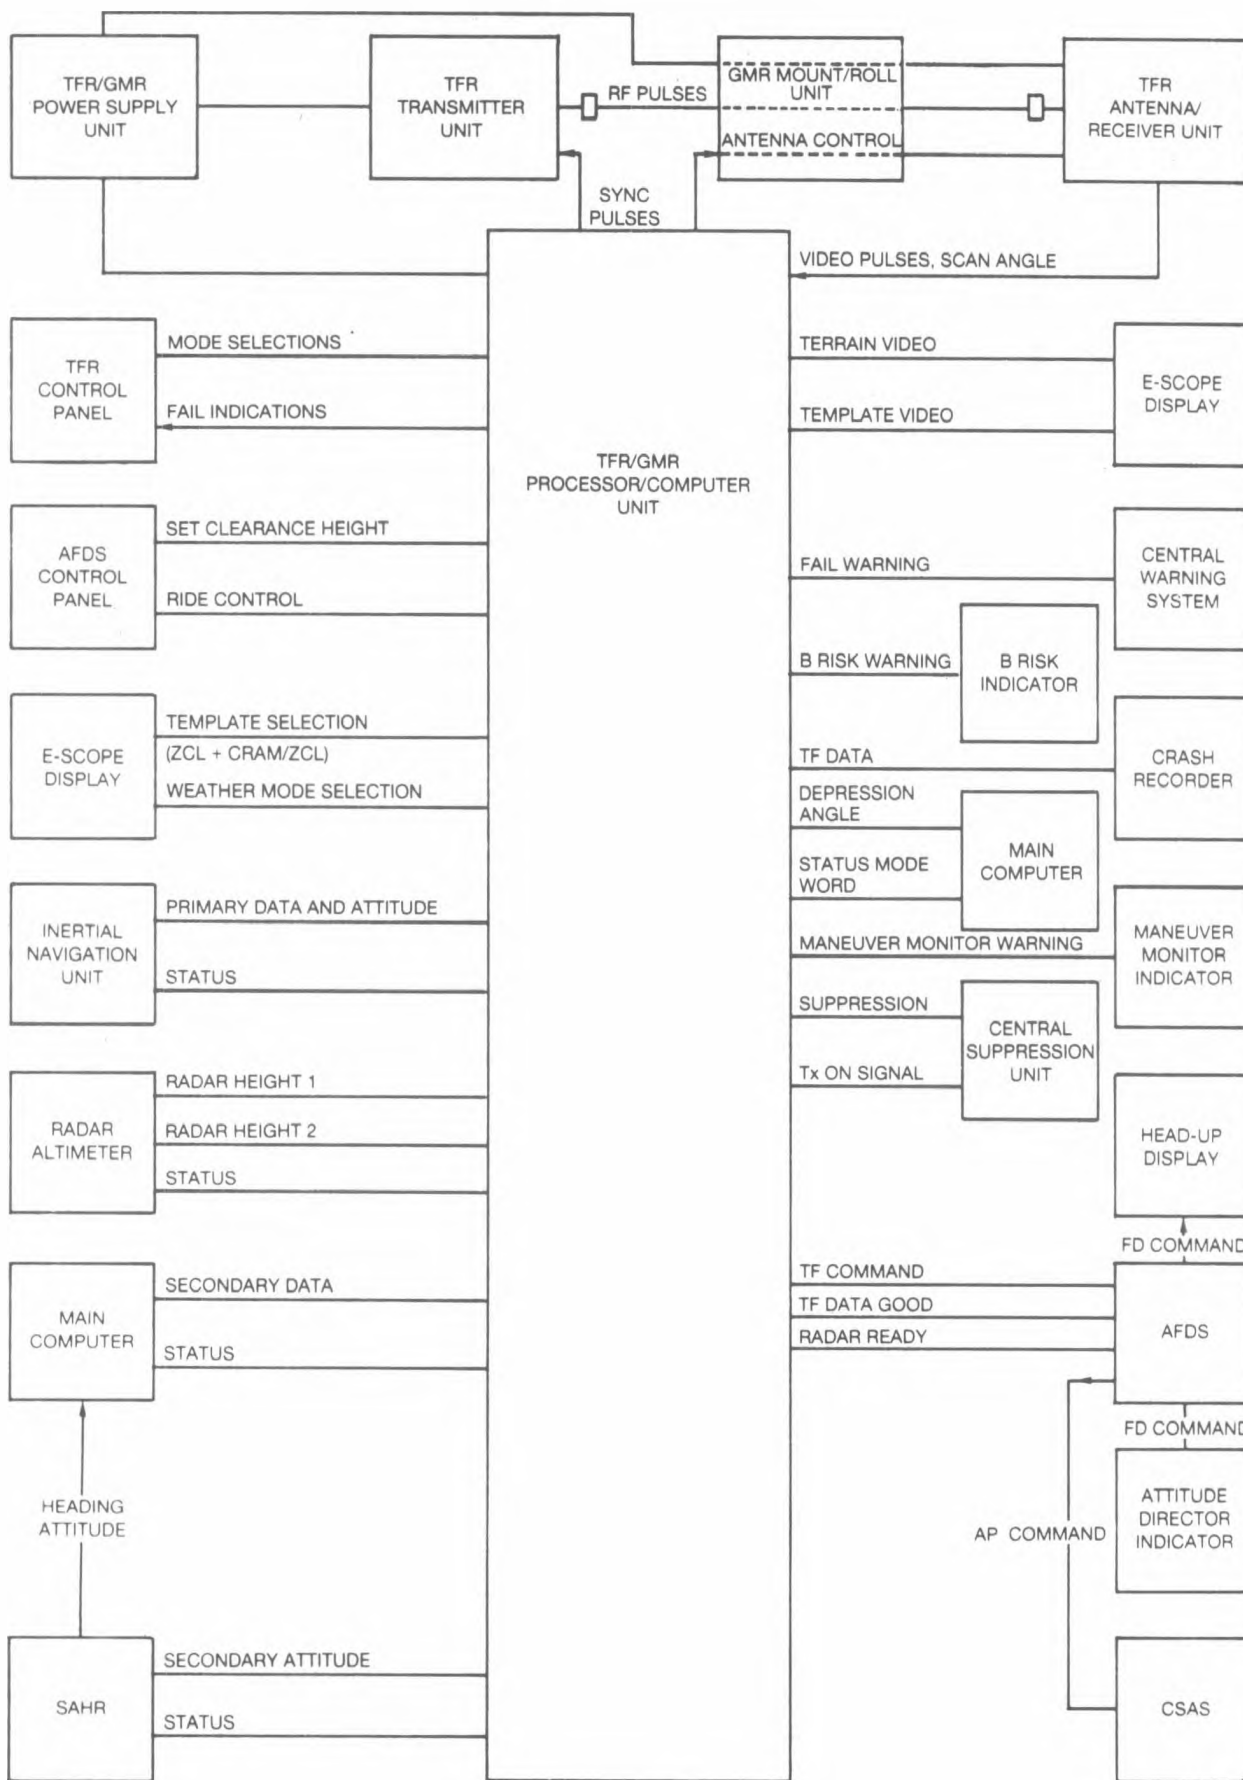 TFR/GMR
POWER SUPPLY
UNIT
TFR
TRANSMITTER
UNIT
RF PULSES
GMR MOUNT/ROLL
UNIT
ANTENNA CONTROL
TFR
ANTENNA/
RECEIVER UNIT
SYNC
PULSES
VIDEO PULSES, SCAN ANGLE
TFR
CONTROL
PANEL
MODE SELECTIONS
FAIL INDICATIONS
AFDS
CONTROL
PANEL
SET CLEARANCE HEIGHT
RIDE CONTROL
E-SCOPE
DISPLAY
TEMPLATE SELECTION
(ZCL + CRAM/ZCL)
WEATHER MODE SELECTION
INERTIAL
NAVIGATION
UNIT
PRIMARY DATA AND ATTITUDE
STATUS
RADAR
ALTIMETER
RADAR HEIGHT 1
RADAR HEIGHT 2
STATUS
MAIN
COMPUTER
SECONDARY DATA
STATUS
HEADING
ATTITUDE
SAHR
SECONDARY ATTITUDE
STATUS
TFR/GMR
PROCESSOR/COMPUTER
UNIT
TERRAIN VIDEO
TEMPLATE VIDEO
E-SCOPE
DISPLAY
FAIL WARNING
CENTRAL
WARNING
SYSTEM
B RISK WARNING
B RISK
INDICATOR
TF DATA
CRASH
RECORDER
DEPRESSION
ANGLE
STATUS MODE
WORD
MAIN
COMPUTER
MANEUVER MONITOR WARNING
MANEUVER
MONITOR
INDICATOR
SUPPRESSION
Tx ON SIGNAL
CENTRAL
SUPPRESSION
UNIT
HEAD-UP
DISPLAY
FD COMMAND
TF COMMAND
TF DATA GOOD
RADAR READY
AFDS
FD COMMAND
ATTITUDE
DIRECTOR
INDICATOR
AP COMMAND
CSAS